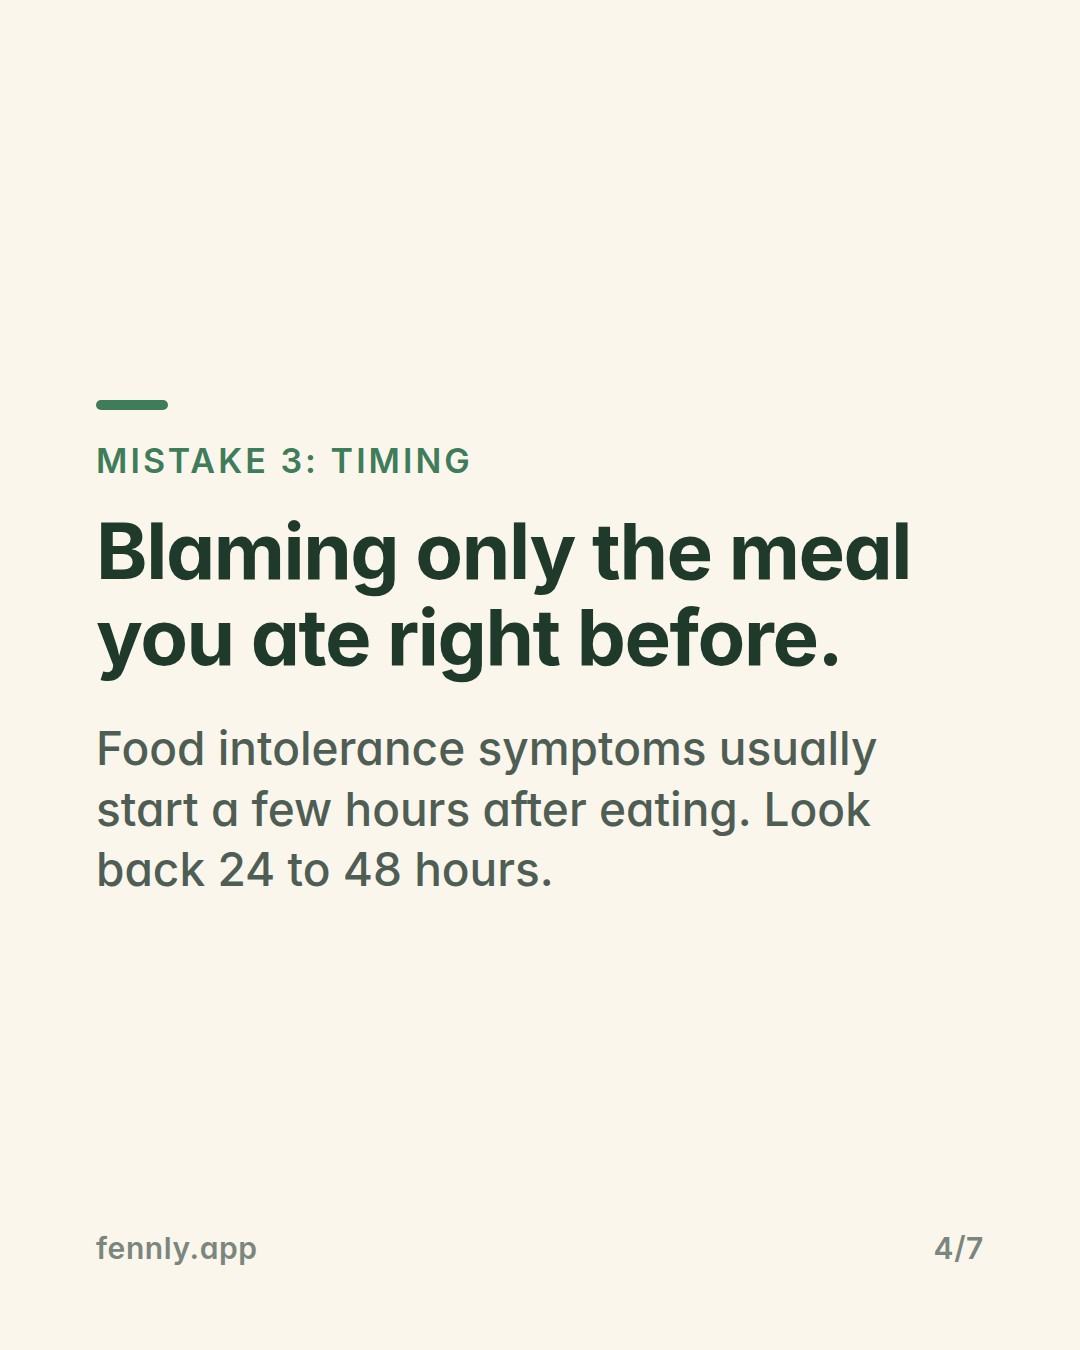 MISTAKE 3: TIMING
Blaming only the meal
you ate right before.
Food intolerance symptoms usually
start a few hours after eating. Look
back 24 to 48 hours.
fennly.app
4/7